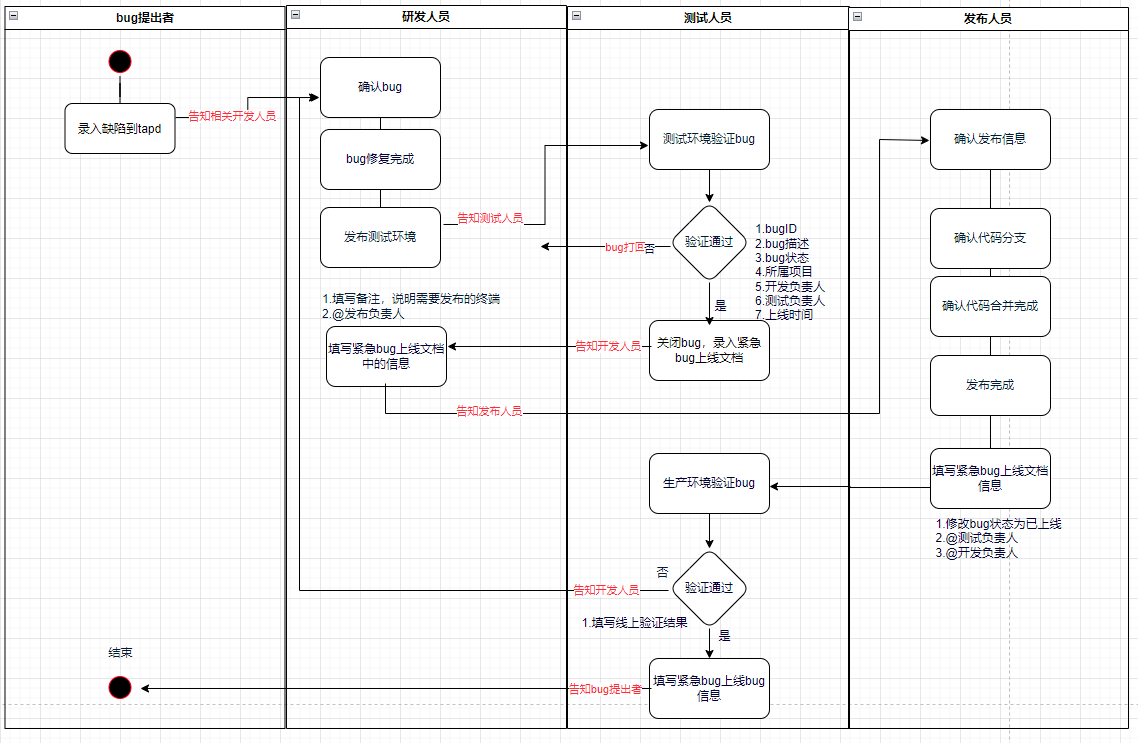 bug提出者
研发人员
测试人员
发布人员
录入缺陷到tapd
告知相关开发人员
确认bug
bug修复完成
发布测试环境
告知测试人员
测试环境验证bug
验证通过
否
bug打回
1.bugID
2.bug描述
3.bug状态
4.所属项目
5.开发负责人
6.测试负责人
7.上线时间
是
关闭bug，录入紧急
bug上线文档
告知开发人员
1.填写备注，说明需要发布的终端
2.@发布负责人
填写紧急bug上线文档
中的信息
告知发布人员
确认发布信息
确认代码分支
确认代码合并完成
发布完成
填写紧急bug上线文档
信息
1.修改bug状态为已上线
2.@测试负责人
3.@开发负责人
生产环境验证bug
验证通过
否
告知开发人员
1.填写线上验证结果
是
填写紧急bug上线bug
信息
告知bug提出者
结束